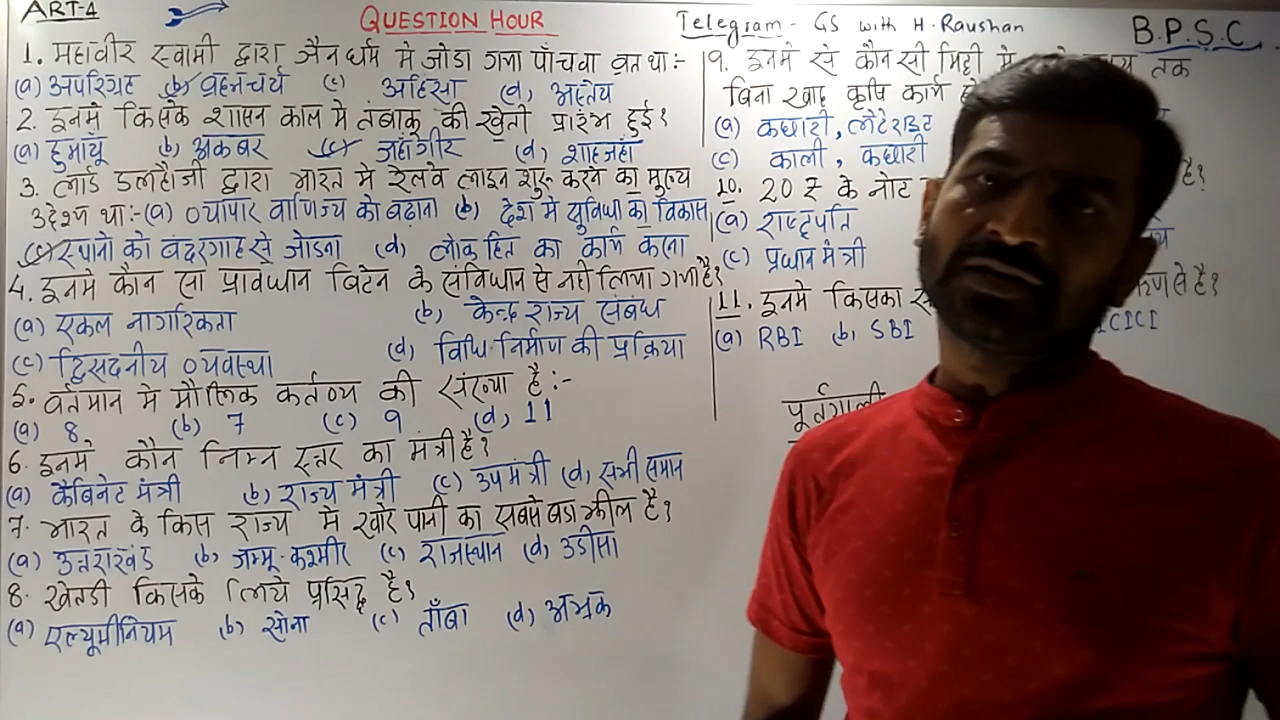 ART-4
QUESTION HOUR
Telegram - GS with H. Raushan
B.P.S.C
1. महावीर स्वामी द्वारा जैन धर्म मे जोडा गया पाँचवा व्रत था:-
(a) अपरिग्रह (b) ब्रह्मचर्य (c) अहिंसा (d) अस्तेय
2. इनमे किसके शासन काल मे तंबाकू की खेती प्रारंभ हुई?
(a) हुमायू (b) अकबर (c) जहाँगीर (d) शाहजहाँ
3. लार्ड डलहौजी द्वारा भारत मे रेलवे लाइन शुरू करने का मुख्य
उदेश्य था:- (a) व्यापार वाणिज्य को बढ़ाना (b) देश मे सुविधा का विकास
(c) स्थानो को बंदरगाह से जोडना (d) लोक हित का कार्य करना
4. इनमे कौन सा प्रावधान ब्रिटेन के संविधान से नही लिया गया है?
(a) एकल नागरिकता (b) केन्द्र राज्य संबंध
(c) द्विसदनीय व्यवस्था (d) विधि-निर्माण की प्रक्रिया
5. वर्तमान मे मौलिक कर्तव्य की संख्या है:-
(a) 8 (b) 7 (c) 9 (d) 11
6. इनमे कौन निम्न स्तर का मंत्री है?
(a) कैबिनेट मंत्री (b) राज्य मंत्री (c) उपमंत्री (d) सभी समान
7. भारत के किस राज्य मे खारे पानी का सबसे बडा झील है?
(a) उत्तराखंड (b) जम्मू-कश्मीर (c) राजस्थान (d) उडीसा
8. खेतडी किसके लिये प्रसिद्ध है?
(a) एल्यूमीनियम (b) सोना (c) ताँबा (d) अभ्रक
9. इनमे से कौन सी मिट्टी मे तक
बिना खाद कृषि कार्य
(a) कछारी, लेटेराइट
(c) काली, कछारी
10. 20 ₹ के नोट है?
(a) राष्ट्रपति
(c) प्रधान मंत्री
11. इनमे किसका से है?
(a) RBI (b) SBI ICICI
पूर्तगाली